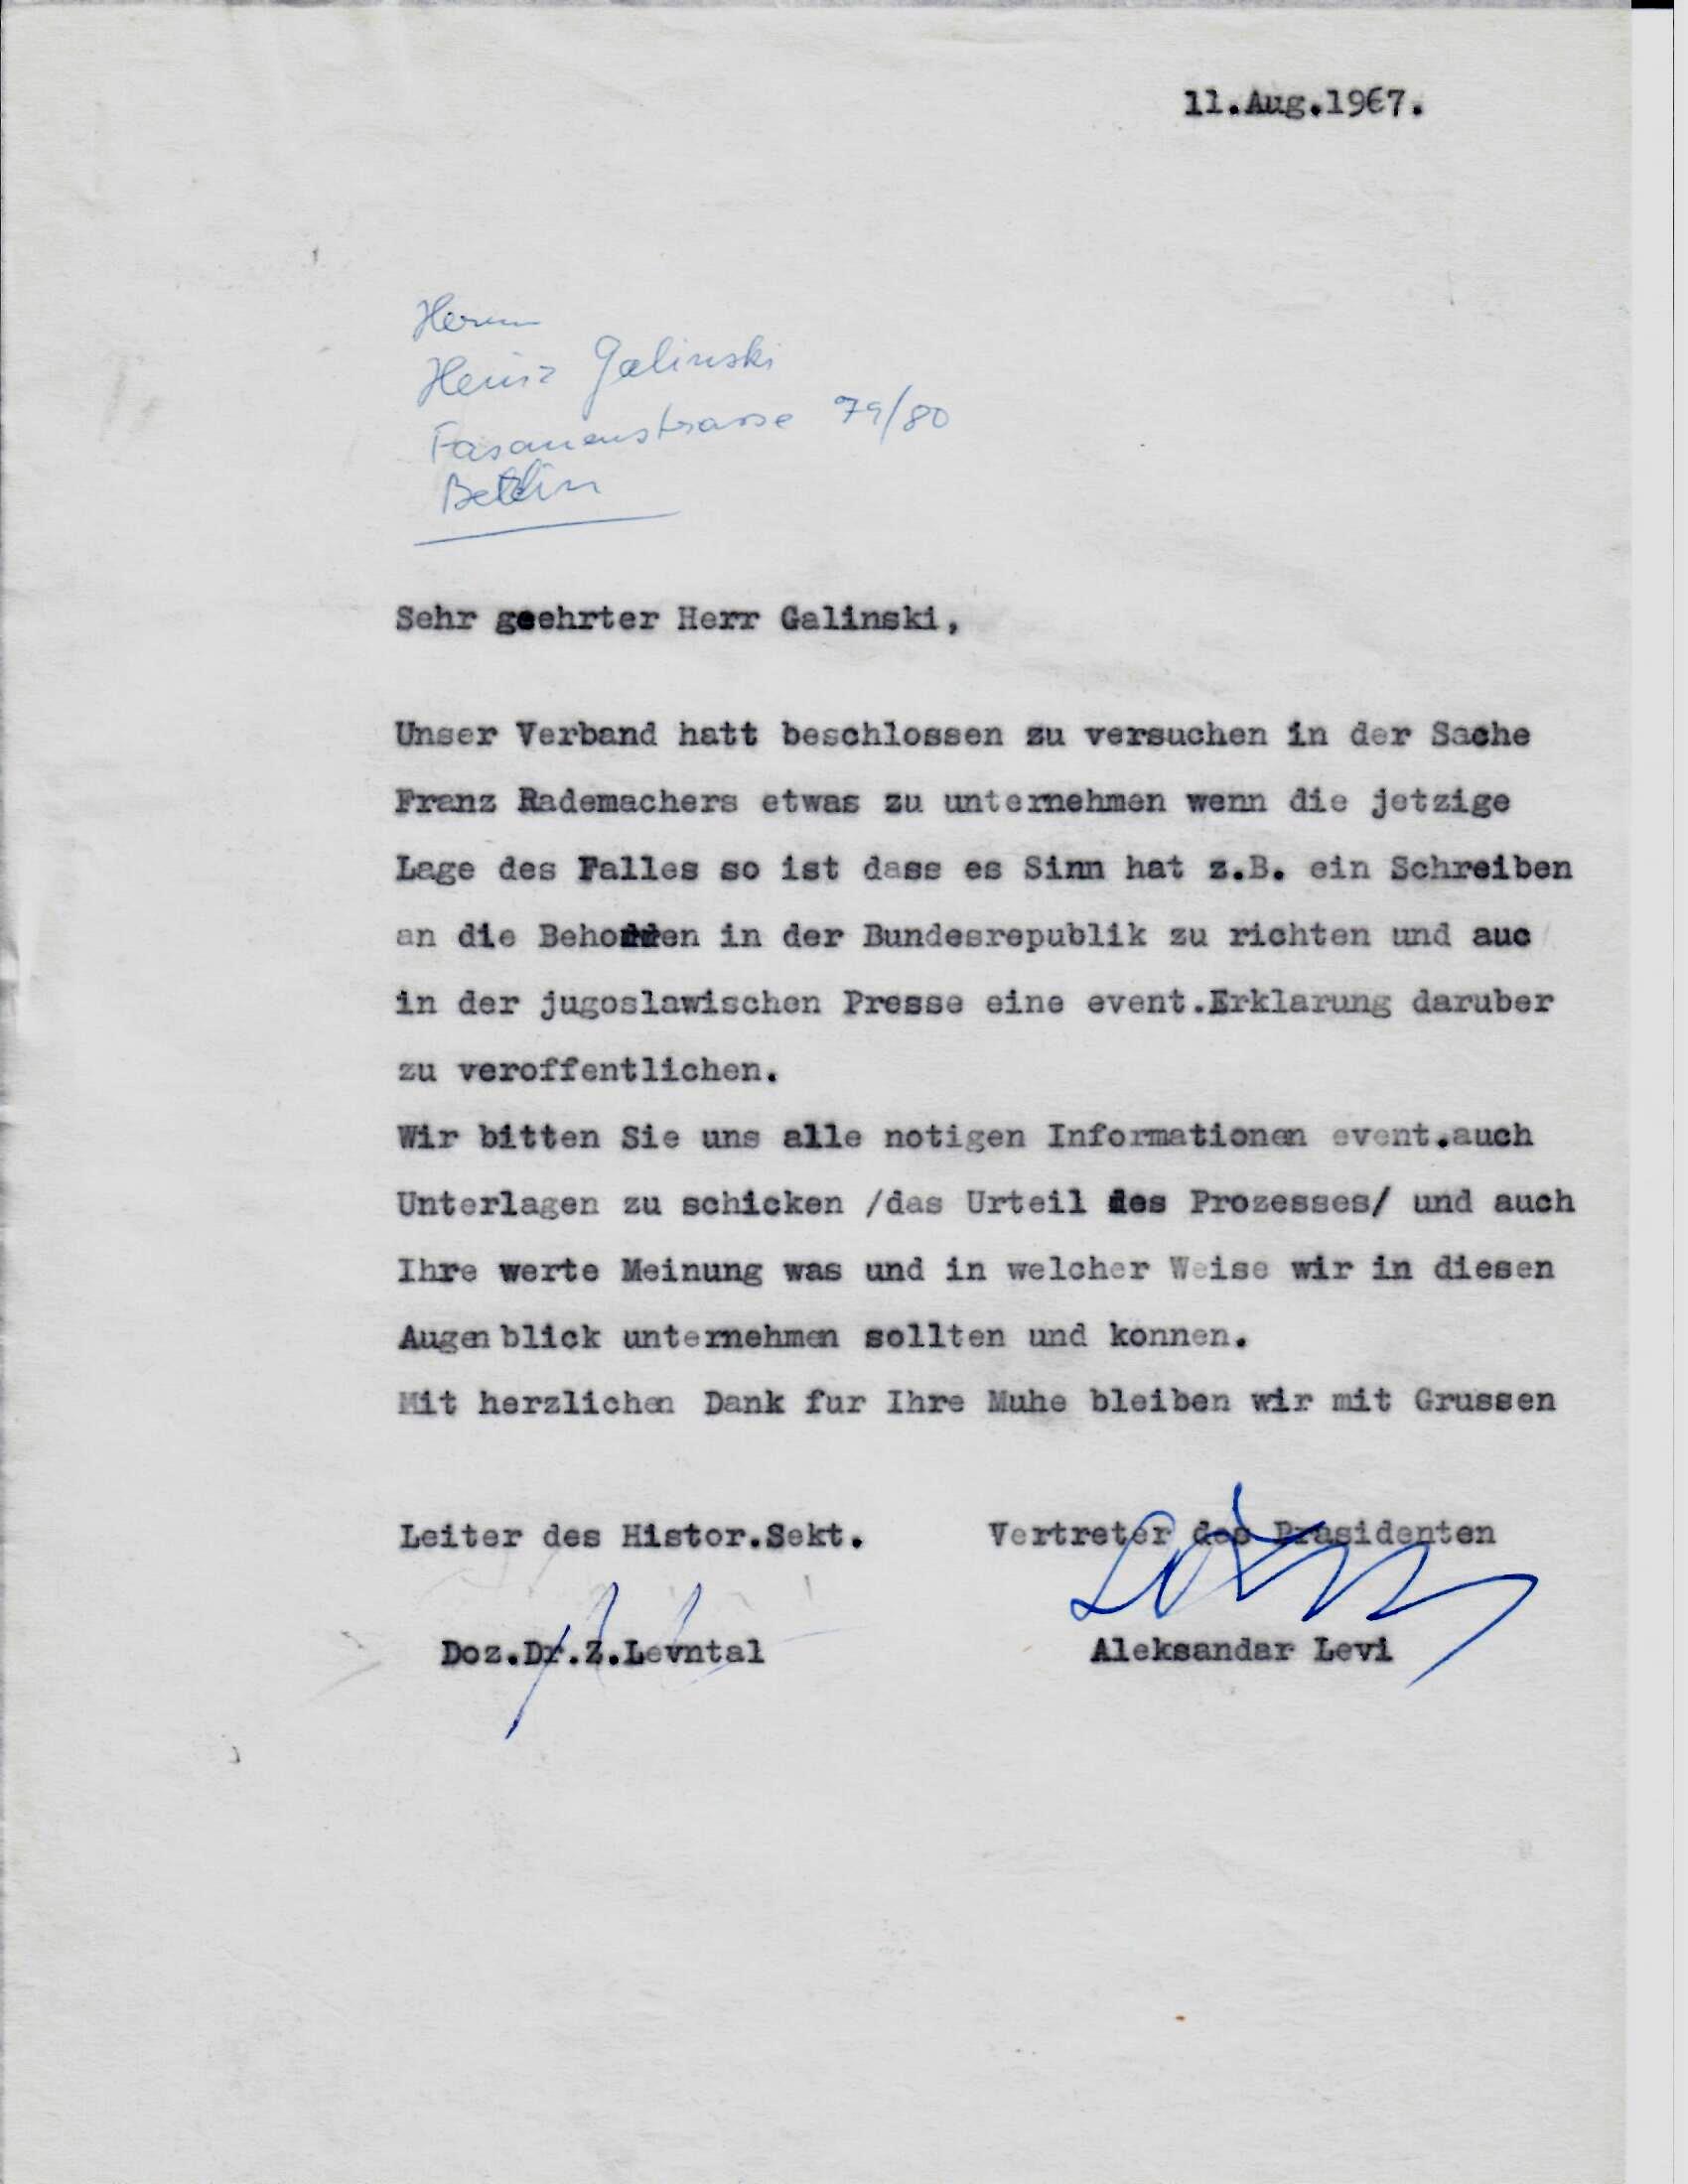 11.Aug.1967.
Herrn
Heinz Galinski
Fasanenstrasse 79/80
Berlin
Sehr geehrter Herr Galinski,
Unser Verband hatt beschlossen zu versuchen in der Sache
Franz Rademachers etwas zu unternehmen wenn die jetzige
Lage des Falles so ist dass es Sinn hat z.B. ein Schreiben
an die Behorden in der Bundesrepublik zu richten und auc
in der jugoslawischen Presse eine event.Erklarung daruber
zu veroffentlichen.
Wir bitten Sie uns alle notigen Informationen event.auch
Unterlagen zu schicken /das Urteil des Prozesses/ und auch
Ihre werte Meinung was und in welcher Weise wir in diesen
Augenblick unternehmen sollten und konnen.
Mit herzlichen Dank fur Ihre Muhe bleiben wir mit Grussen
Leiter des Histor.Sekt. Vertreter des Prasidenten
Doz.Dr.Z.Levntal Aleksandar Levi